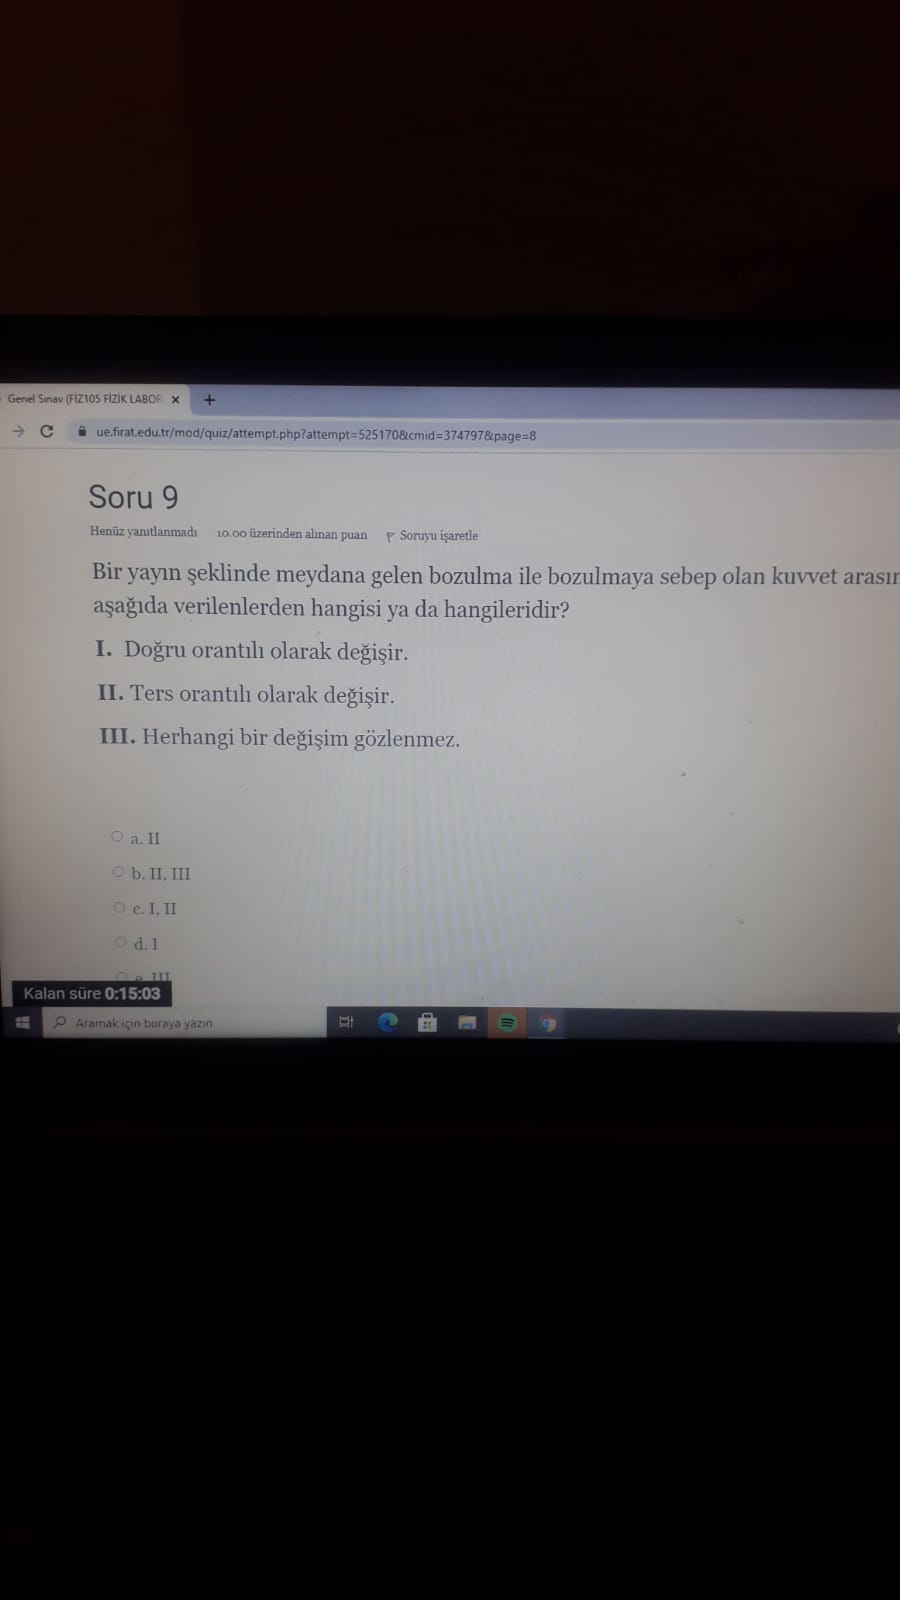 Genel Sınav (FİZ105 FİZİK LABOR
ue.firat.edu.tr/mod/quiz/attempt.php?attempt=525170&cmid=374797&page=8
Soru 9
Henüz yanıtlanmadı 10.00 üzerinden alınan puan Soruyu işaretle
Bir yayın şeklinde meydana gelen bozulma ile bozulmaya sebep olan kuvvet arasın
aşağıda verilenlerden hangisi ya da hangileridir?
I. Doğru orantılı olarak değişir.
II. Ters orantılı olarak değişir.
III. Herhangi bir değişim gözlenmez.
a. II
b. II, III
c. I, II
d. I
e. III
Kalan süre 0:15:03
Aramak için buraya yazın